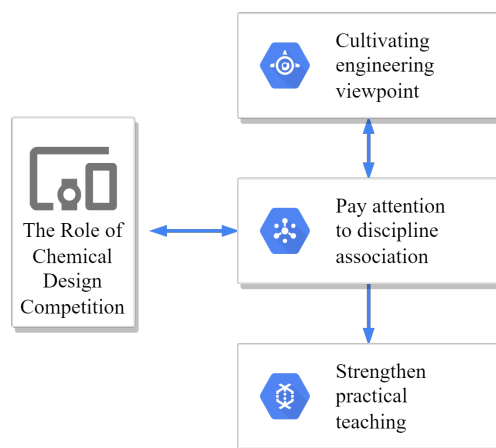 Cultivating
engineering
viewpoint
The Role of
Chemical
Design
Competition
Pay attention
to discipline
association
Strengthen
practical
teaching